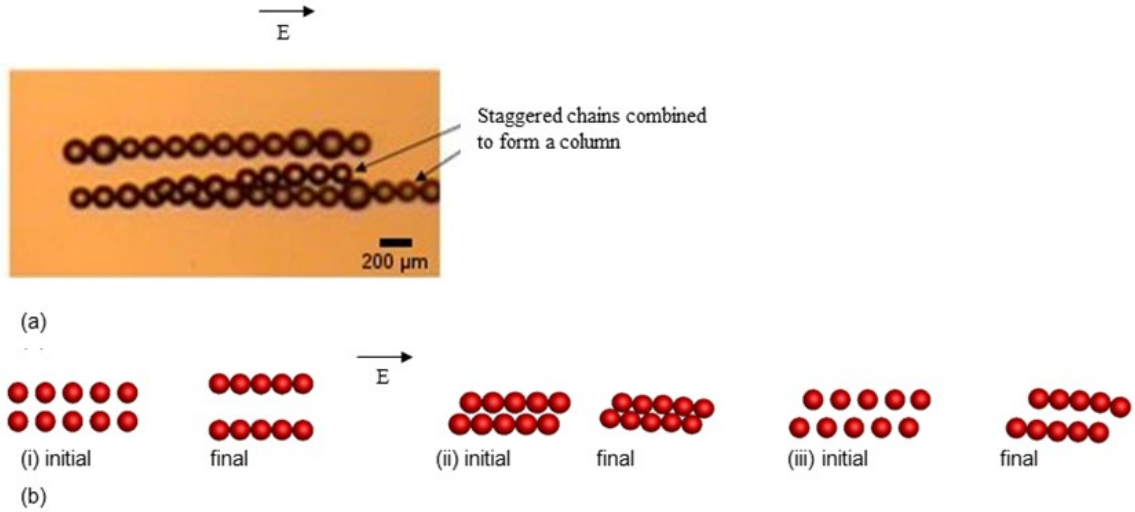 E
Staggered chains combined
to form a column
200 μm
(a)
E
(i) initial final (ii) initial final (iii) initial final
(b)